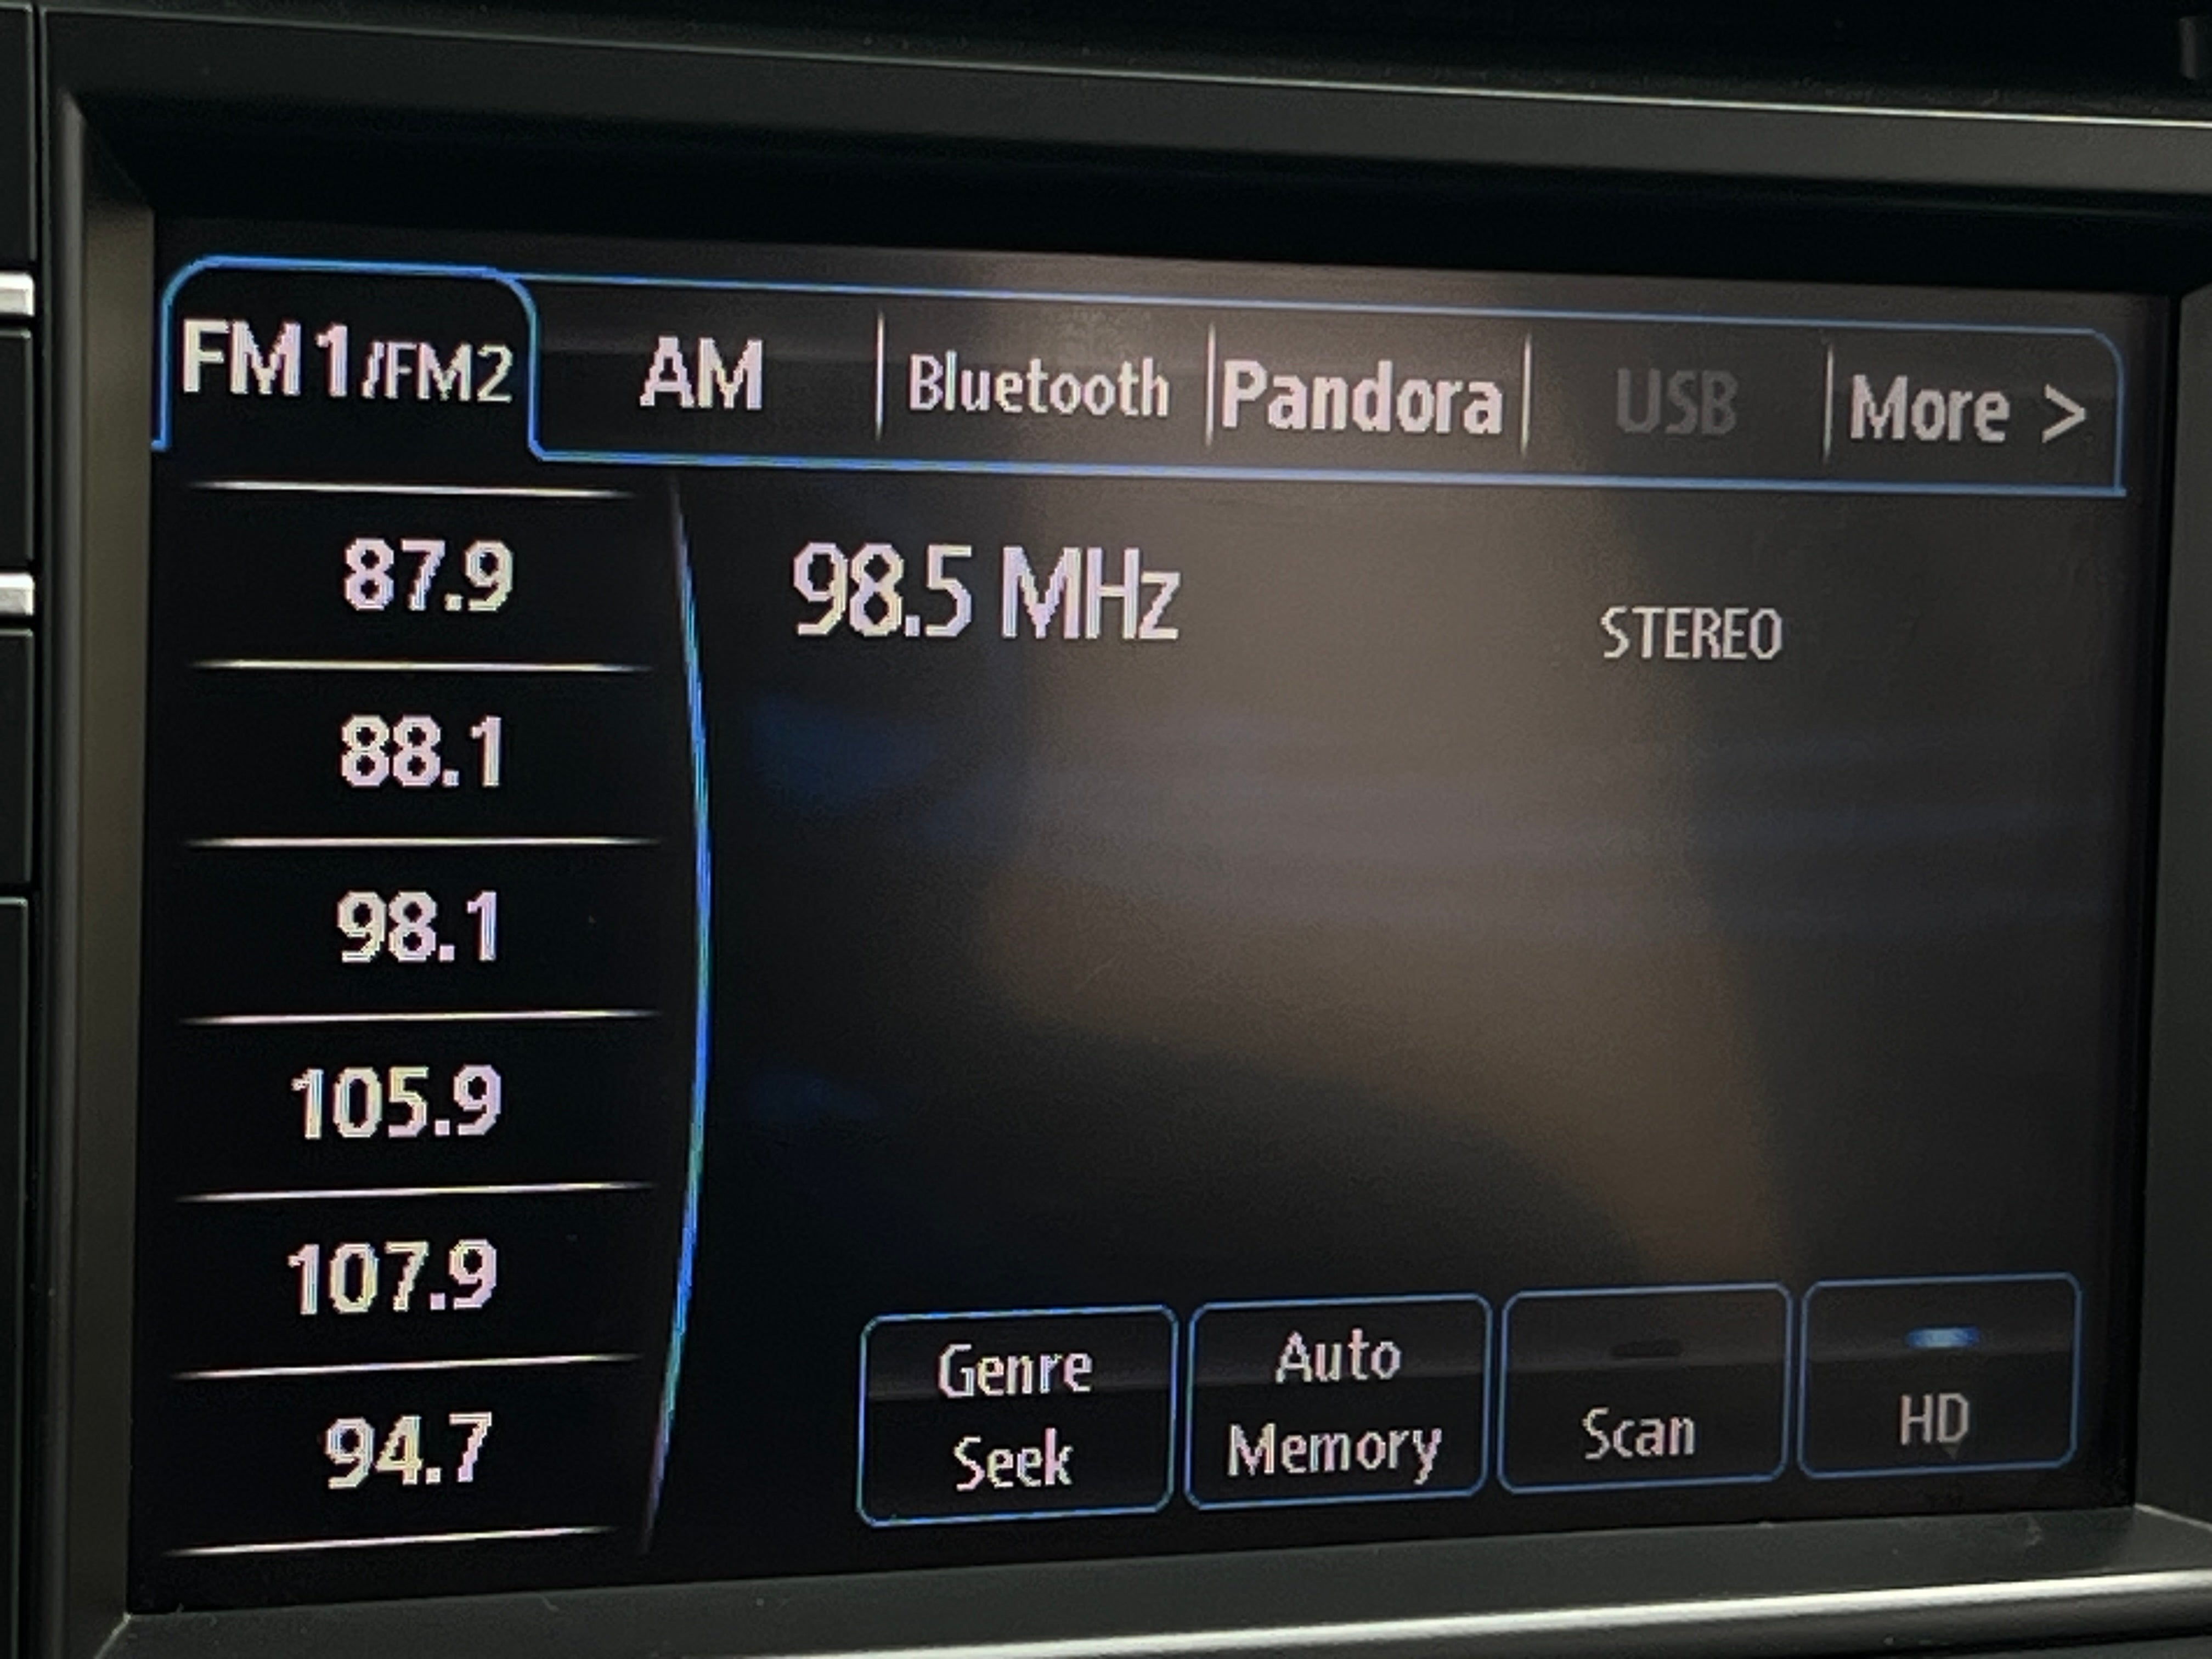 FM1/FM2 AM Bluetooth Pandora USB More >
87.9
88.1
98.1
105.9
107.9
94.7
98.5 MHz
STEREO
Genre
Seek
Auto
Memory
Scan
HD